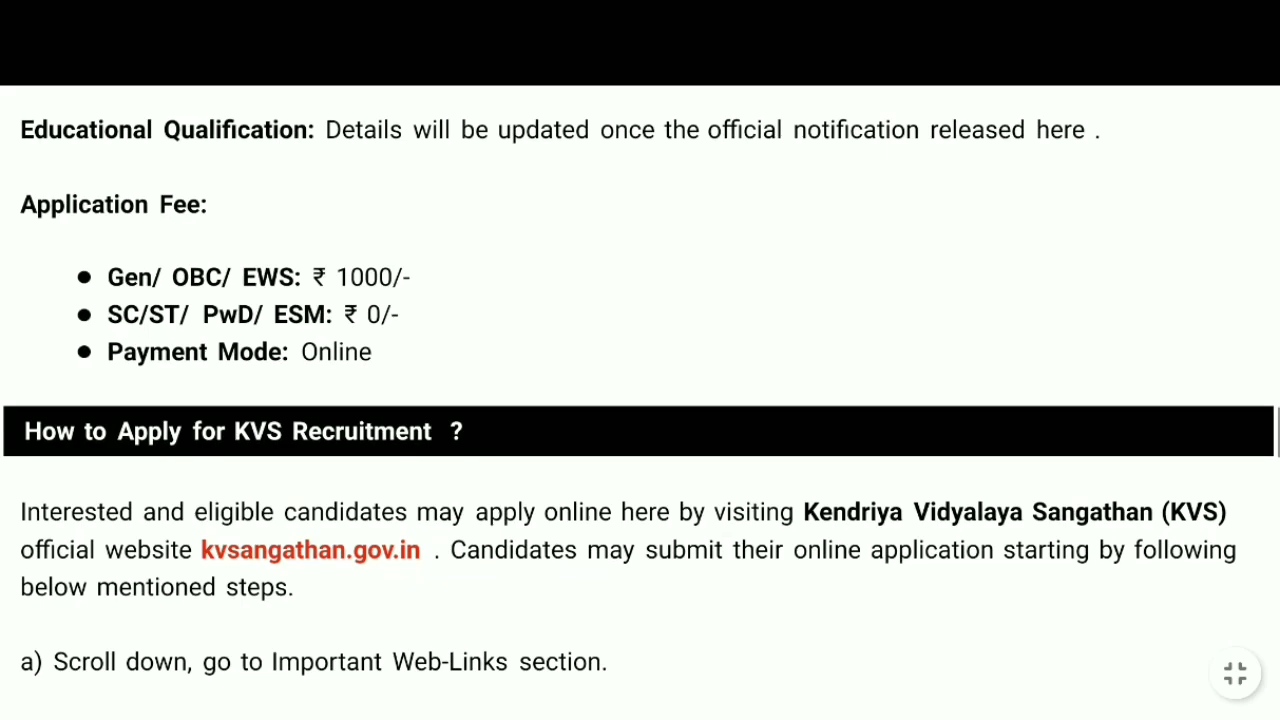 Educational Qualification: Details will be updated once the official notification released here .
Application Fee:
● Gen/ OBC/ EWS: ₹ 1000/-
● SC/ST/ PwD/ ESM: ₹ 0/-
● Payment Mode: Online
How to Apply for KVS Recruitment ?
Interested and eligible candidates may apply online here by visiting Kendriya Vidyalaya Sangathan (KVS)
official website kvsangathan.gov.in . Candidates may submit their online application starting by following
below mentioned steps.
a) Scroll down, go to Important Web-Links section.